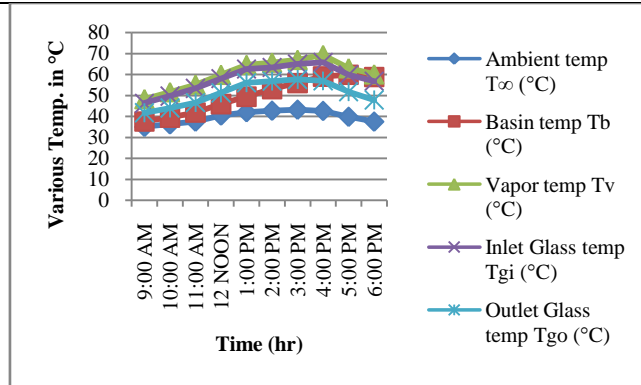 Various Temp. in °C
80
70
60
50
40
30
20
10
0
9:00 AM
10:00 AM
11:00 AM
12 NOON
1:00 PM
2:00 PM
3:00 PM
4:00 PM
5:00 PM
6:00 PM
Time (hr)
Ambient temp
T∞ (°C)
Basin temp Tb
(°C)
Vapor temp Tv
(°C)
Inlet Glass temp
Tgi (°C)
Outlet Glass
temp Tgo (°C)